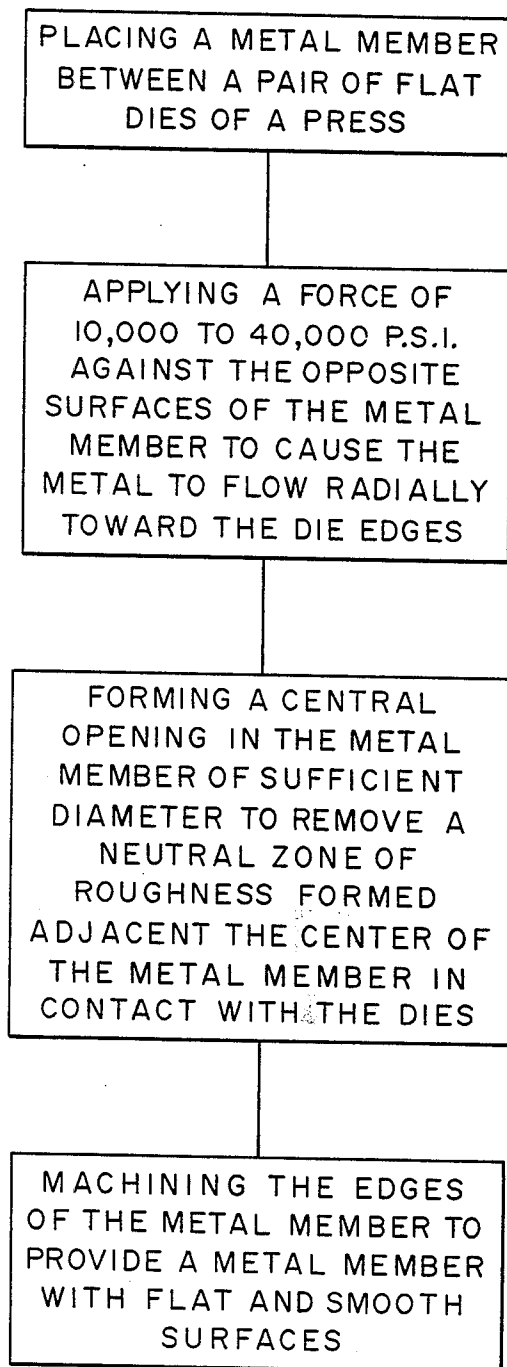 PLACING A METAL MEMBER
BETWEEN A PAIR OF FLAT
DIES OF A PRESS
APPLYING A FORCE OF
10,000 TO 40,000 P.S.I.
AGAINST THE OPPOSITE
SURFACES OF THE METAL
MEMBER TO CAUSE THE
METAL TO FLOW RADIALLY
TOWARD THE DIE EDGES
FORMING A CENTRAL
OPENING IN THE METAL
MEMBER OF SUFFICIENT
DIAMETER TO REMOVE A
NEUTRAL ZONE OF
ROUGHNESS FORMED
ADJACENT THE CENTER OF
THE METAL MEMBER IN
CONTACT WITH THE DIES
MACHINING THE EDGES
OF THE METAL MEMBER TO
PROVIDE A METAL MEMBER
WITH FLAT AND SMOOTH
SURFACES